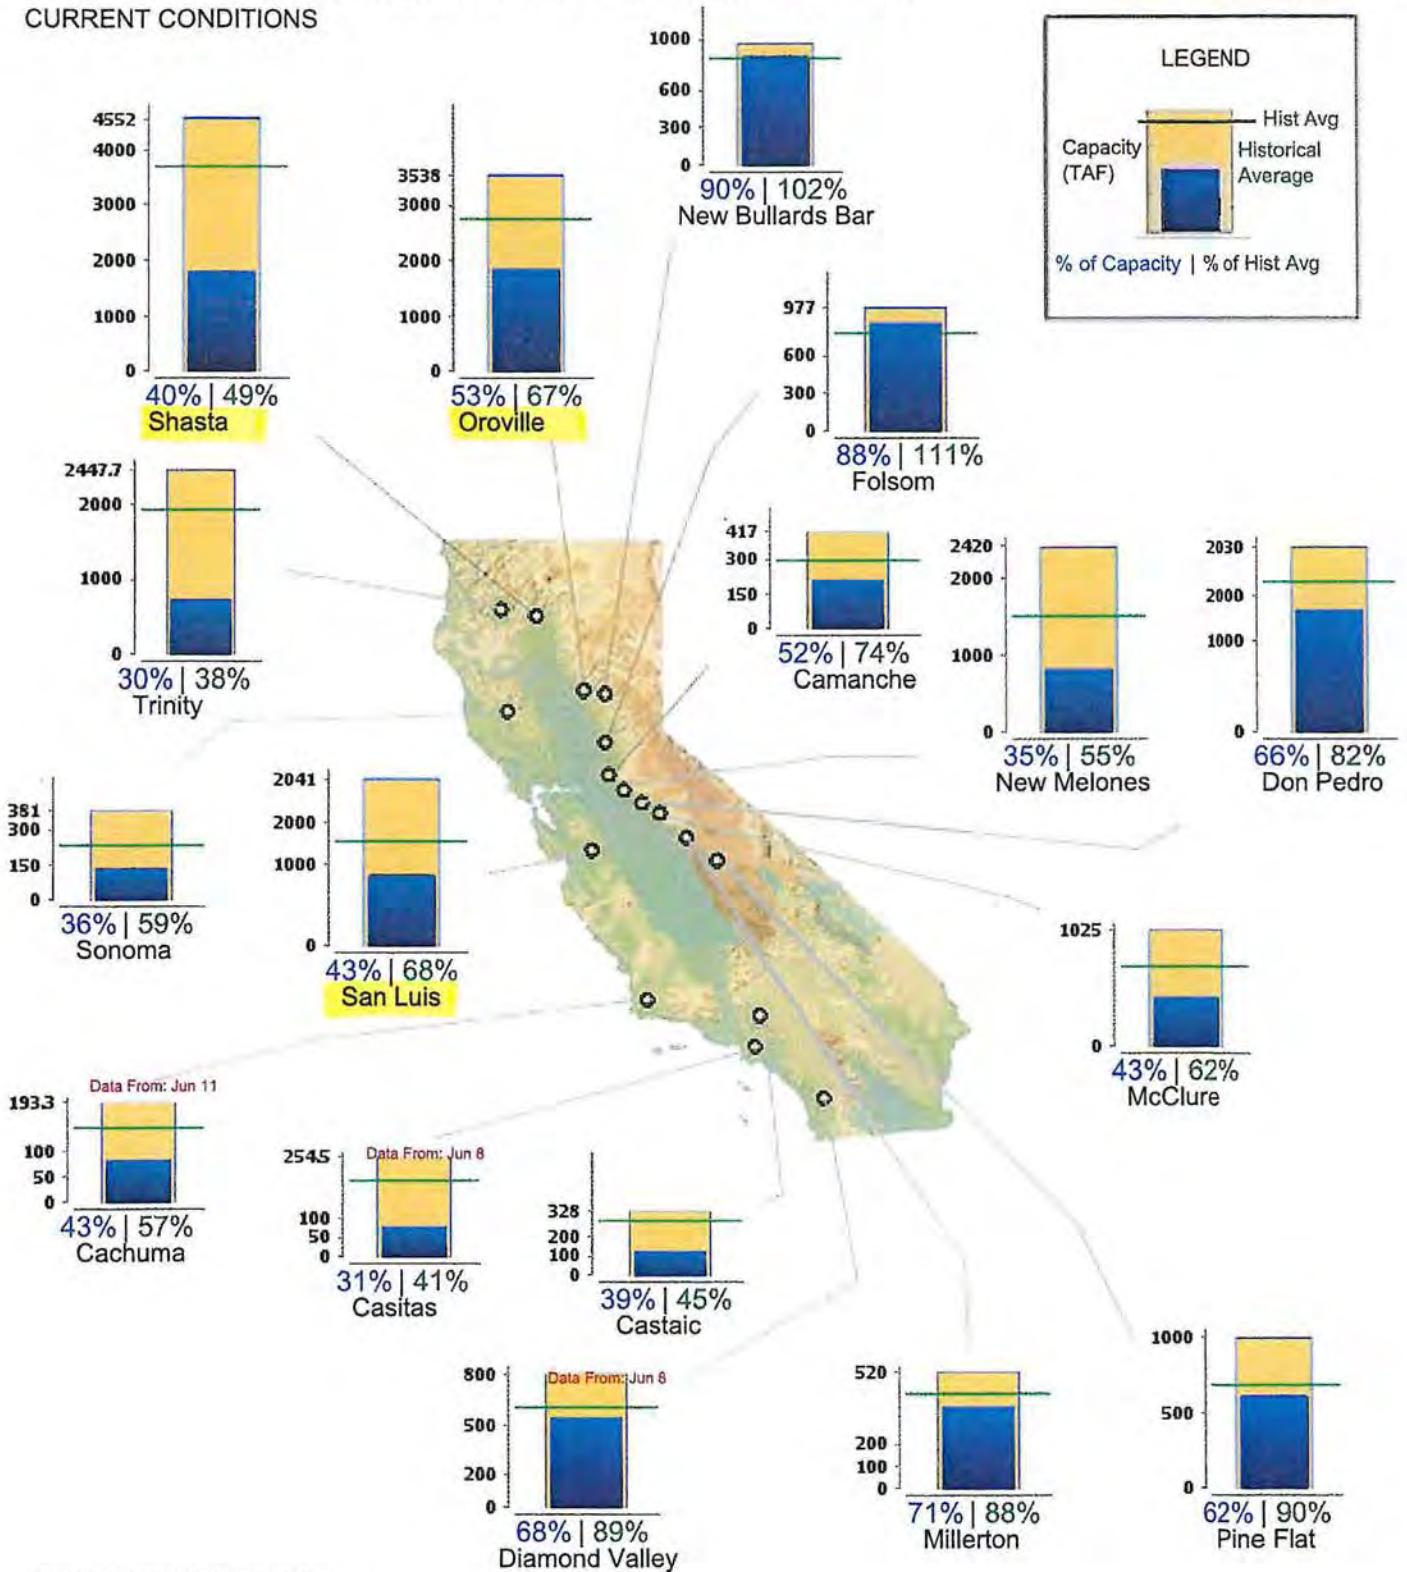 CURRENT CONDITIONS
1000
600
300
0
90% | 102%
New Bullards Bar
LEGEND
Hist Avg
Capacity
(TAF)
Historical
Average
% of Capacity | % of Hist Avg
4552
4000
3000
2000
1000
0
40% | 49%
Shasta
3538
3000
2000
1000
0
53% | 67%
Oroville
977
600
300
0
88% | 111%
Folsom
2447.7
2000
1000
0
30% | 38%
Trinity
417
300
150
0
52% | 74%
Camanche
2420
2000
1000
0
35% | 55%
New Melones
2030
2000
1000
0
66% | 82%
Don Pedro
381
300
150
0
36% | 59%
Sonoma
2041
2000
1000
0
43% | 68%
San Luis
1025
0
43% | 62%
McClure
Data From: Jun 11
193.3
100
50
0
43% | 57%
Cachuma
Data From: Jun 8
254.5
100
50
0
31% | 41%
Casitas
328
200
100
0
39% | 45%
Castaic
Data From: Jun 8
800
500
200
0
68% | 89%
Diamond Valley
520
200
100
0
71% | 88%
Millerton
1000
500
0
62% | 90%
Pine Flat